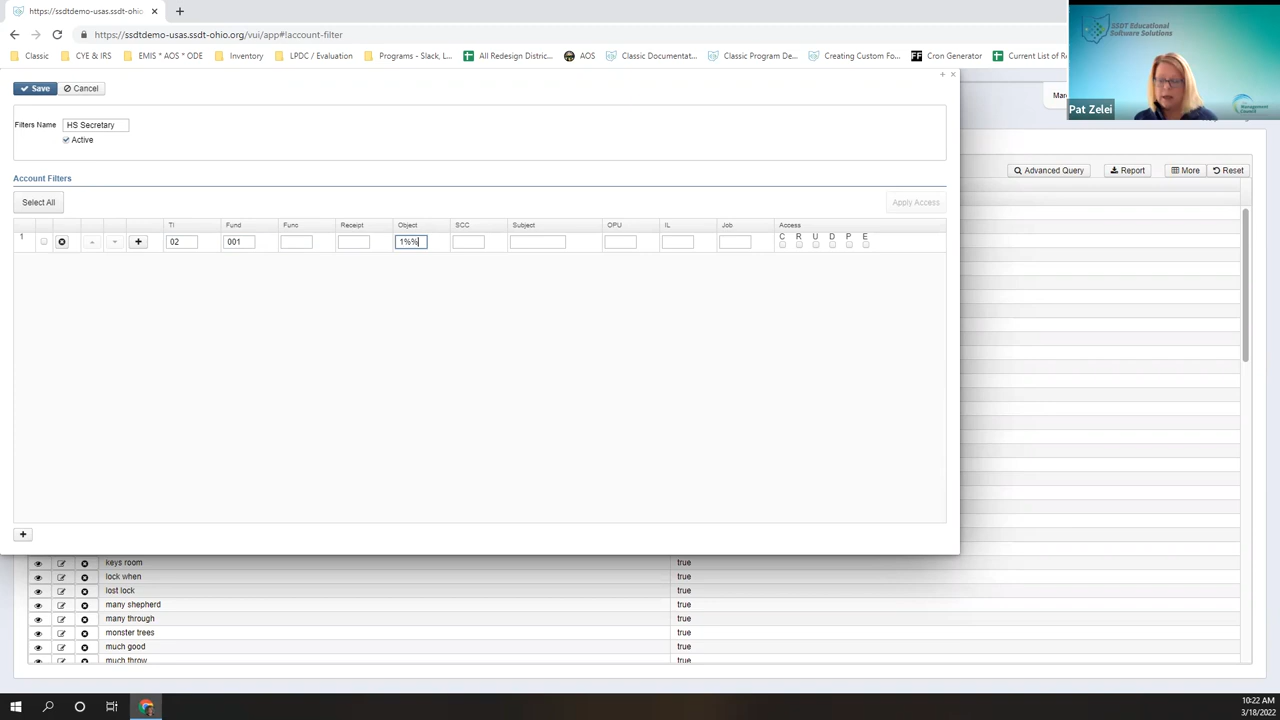 https://ssdtdemo-usas.ssdt-ohio
https://ssdtdemo-usas.ssdt-ohio.org/vui/app#!account-filter
Classic
CYE & IRS
EMIS * AOS * ODE
Inventory
LPDC / Evaluation
Programs - Slack, L...
All Redesign Distric...
AOS
Classic Documentat...
Classic Program De...
Creating Custom Fo...
Cron Generator
Current List of R
SSDT Educational
Software Solutions
Management
Council
Pat Zelei
Save
Cancel
Filters Name
HS Secretary
Active
Account Filters
Select All
Apply Access
Advanced Query
Report
More
Reset
TI
Fund
Func
Receipt
Object
SCC
Subject
OPU
IL
Job
Access
1
02
001
1%%
C R U D P E
keys room
true
lock when
true
lost lock
true
many shepherd
true
many through
true
monster trees
true
much good
true
much throw
true
10:22 AM
3/18/2022